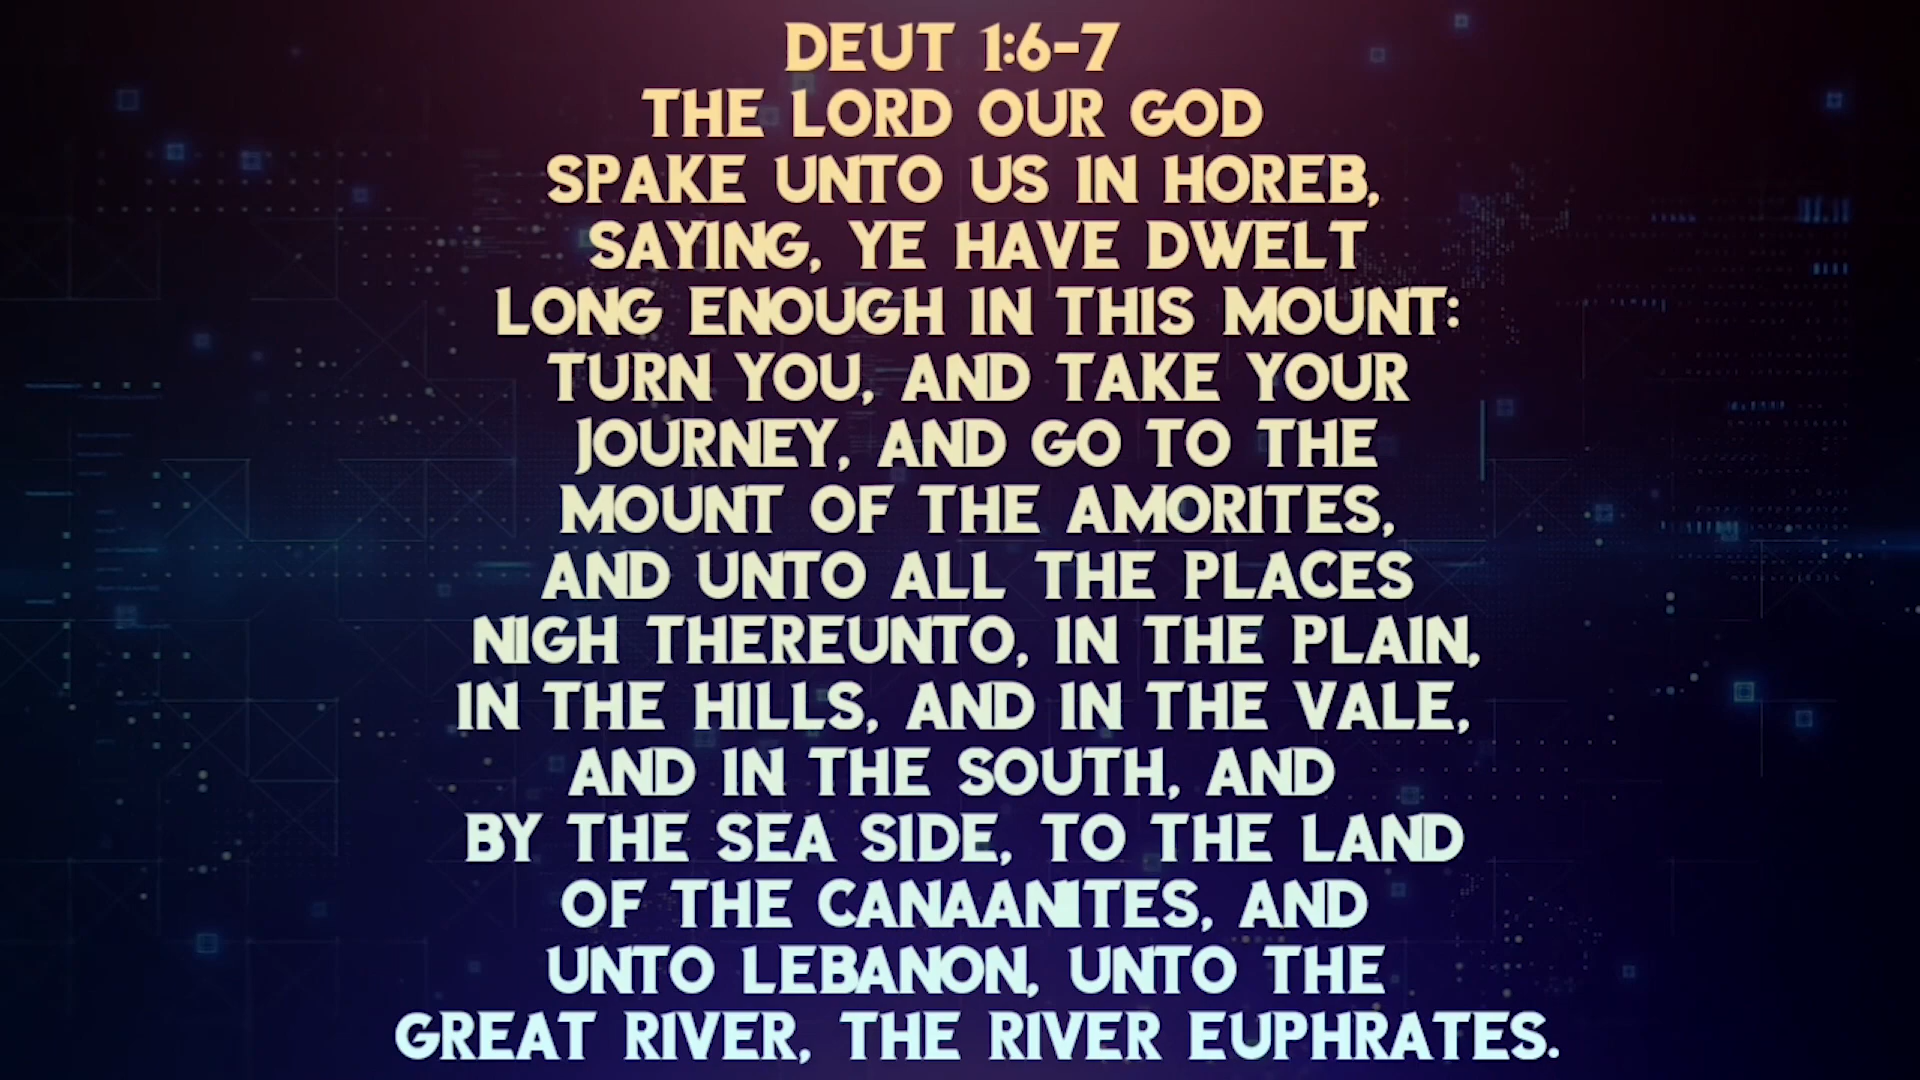 DEUT 1:6-7
THE LORD OUR GOD
SPAKE UNTO US IN HOREB,
SAYING, YE HAVE DWELT
LONG ENOUGH IN THIS MOUNT:
TURN YOU, AND TAKE YOUR
JOURNEY, AND GO TO THE
MOUNT OF THE AMORITES,
AND UNTO ALL THE PLACES
NIGH THEREUNTO, IN THE PLAIN,
IN THE HILLS, AND IN THE VALE,
AND IN THE SOUTH, AND
BY THE SEA SIDE, TO THE LAND
OF THE CANAANITES, AND
UNTO LEBANON, UNTO THE
GREAT RIVER, THE RIVER EUPHRATES.